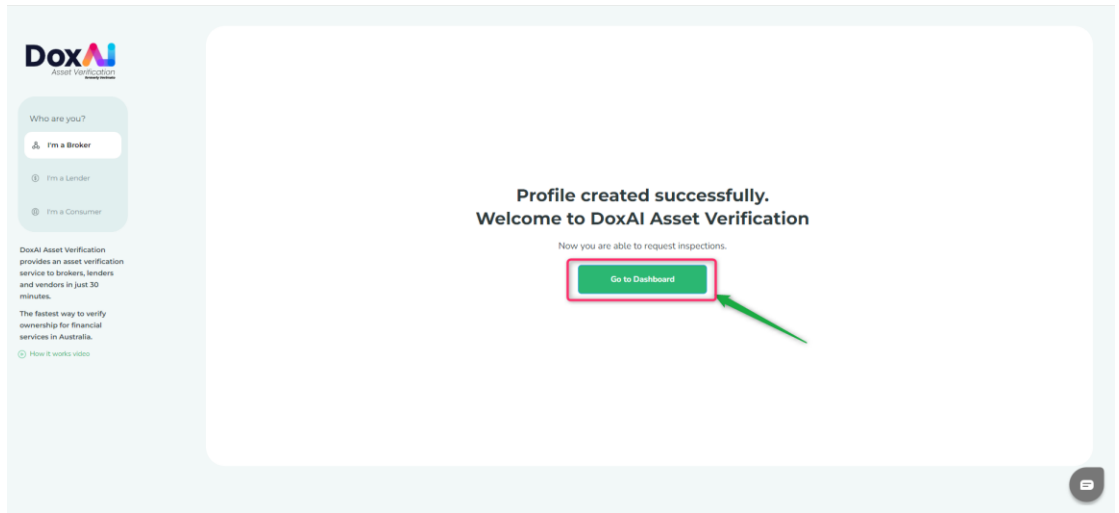 DoxAI
Asset Verification
Who are you?
I'm a Broker
I'm a Lender
I'm a Consumer
DoxAI Asset Verification
provides an asset verification
service to brokers, lenders
and vendors in just 30
minutes.
The fastest way to verify
ownership for financial
services in Australia.
How it works video
Profile created successfully.
Welcome to DoxAI Asset Verification
Now you are able to request inspections.
Go to Dashboard